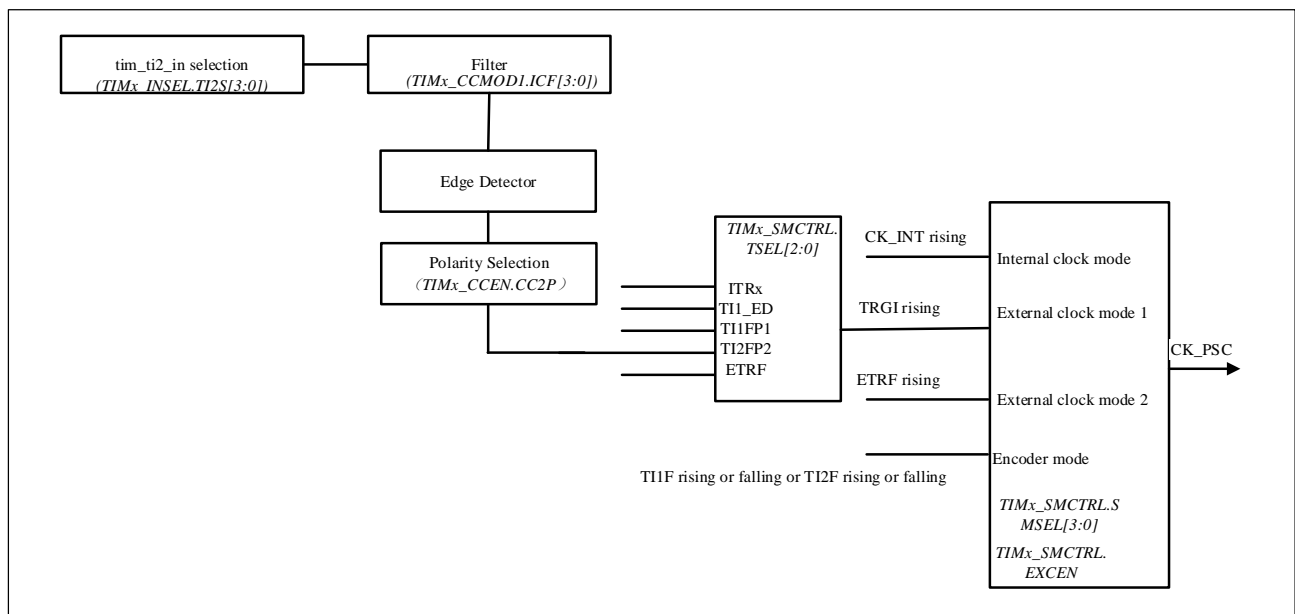 tim_ti2_in selection
(TIMx_INSEL.TI2S[3:0])
Filter
(TIMx_CCMOD1.ICF[3:0])
Edge Detector
Polarity Selection
（TIMx_CCEN.CC2P）
TIMx_SMCTRL.
TSEL[2:0]
ITRx
TI1_ED
TI1FP1
TI2FP2
ETRF
CK_INT rising
TRGI rising
ETRF rising
TI1F rising or falling or TI2F rising or falling
Internal clock mode
External clock mode 1
External clock mode 2
Encoder mode
TIMx_SMCTRL.S
MSEL[3:0]
TIMx_SMCTRL.
EXCEN
CK_PSC